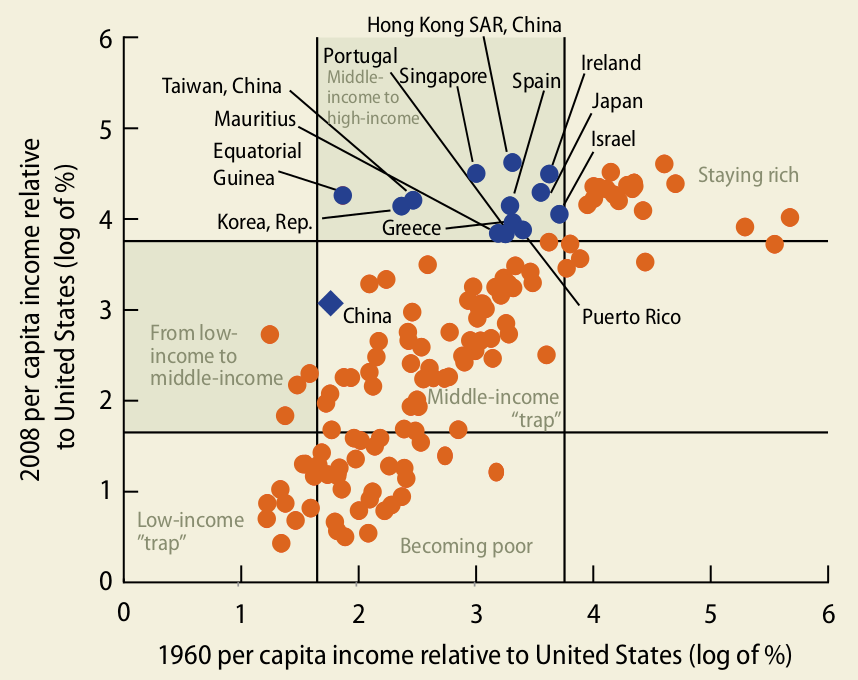 Hong Kong SAR, China
6
Portugal
Ireland
Middle-
income to
high-income
Singapore
Spain
Taiwan, China
Japan
Mauritius
5
Israel
Equatorial
Guinea
Staying rich
Korea, Rep.
Greece
4
3
China
Puerto Rico
From low-
income to
middle-income
2
Middle-income
“trap”
1
Low-income
”trap”
Becoming poor
0
0 1 2 3 4 5 6
1960 per capita income relative to United States (log of %)
2008 per capita income relative
to United States (log of %)